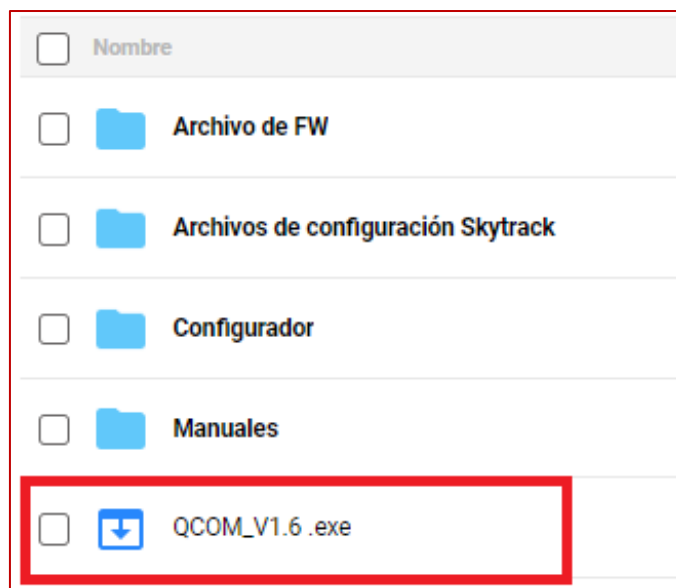 Nombre
Archivo de FW
Archivos de configuración Skytrack
Configurador
Manuales
QCOM_V1.6 .exe